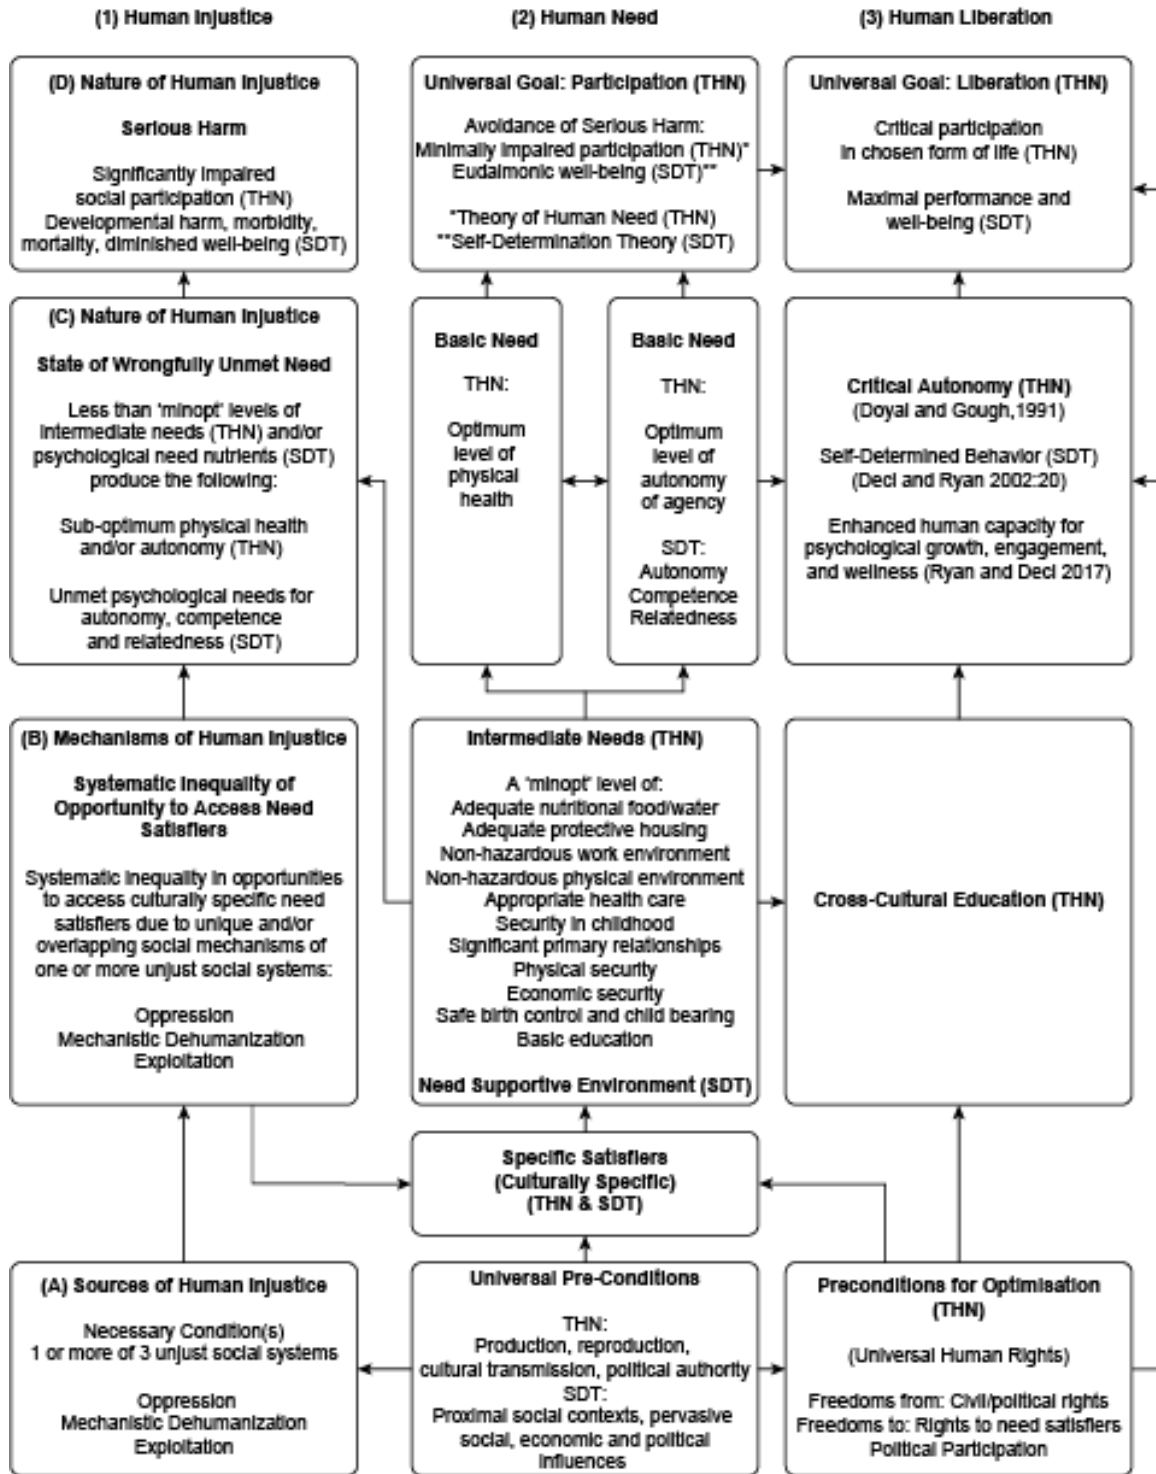 (1) Human Injustice
(2) Human Need
(3) Human Liberation
(D) Nature of Human Injustice
Serious Harm
Significantly Impaired
social participation (THN)
Developmental harm, morbidity,
mortality, diminished well-being (SDT)
Universal Goal: Participation (THN)
Avoidance of Serious Harm:
Minimally Impaired participation (THN)*
Eudaimonic well-being (SDT)**
*Theory of Human Need (THN)
**Self-Determination Theory (SDT)
Universal Goal: Liberation (THN)
Critical participation
In chosen form of life (THN)
Maximal performance and
well-being (SDT)
(C) Nature of Human Injustice
State of Wrongfully Unmet Need
Less than 'minopt' levels of
Intermediate needs (THN) and/or
psychological need nutrients (SDT)
produce the following:
Sub-optimum physical health
and/or autonomy (THN)
Unmet psychological needs for
autonomy, competence
and relatedness (SDT)
Basic Need
THN:
Optimum
level of
physical
health
Basic Need
THN:
Optimum
level of
autonomy
of agency
SDT:
Autonomy
Competence
Relatedness
Critical Autonomy (THN)
(Doyal and Gough,1991)
Self-Determined Behavior (SDT)
(Deci and Ryan 2002:20)
Enhanced human capacity for
psychological growth, engagement,
and wellness (Ryan and Deci 2017)
(B) Mechanisms of Human Injustice
Systematic Inequality of
Opportunity to Access Need
Satisfiers
Systematic Inequality in opportunities
to access culturally specific need
satisfiers due to unique and/or
overlapping social mechanisms of
one or more unjust social systems:
Oppression
Mechanistic Dehumanization
Exploitation
Intermediate Needs (THN)
A 'minopt' level of:
Adequate nutritional food/water
Adequate protective housing
Non-hazardous work environment
Non-hazardous physical environment
Appropriate health care
Security in childhood
Significant primary relationships
Physical security
Economic security
Safe birth control and child bearing
Basic education
Need Supportive Environment (SDT)
Cross-Cultural Education (THN)
Specific Satisfiers
(Culturally Specific)
(THN & SDT)
(A) Sources of Human Injustice
Necessary Condition(s)
1 or more of 3 unjust social systems
Oppression
Mechanistic Dehumanization
Exploitation
Universal Pre-Conditions
THN:
Production, reproduction,
cultural transmission, political authority
SDT:
Proximal social contexts, pervasive
social, economic and political
Influences
Preconditions for Optimisation
(THN)
(Universal Human Rights)
Freedoms from: Civil/political rights
Freedoms to: Rights to need satisfiers
Political Participation